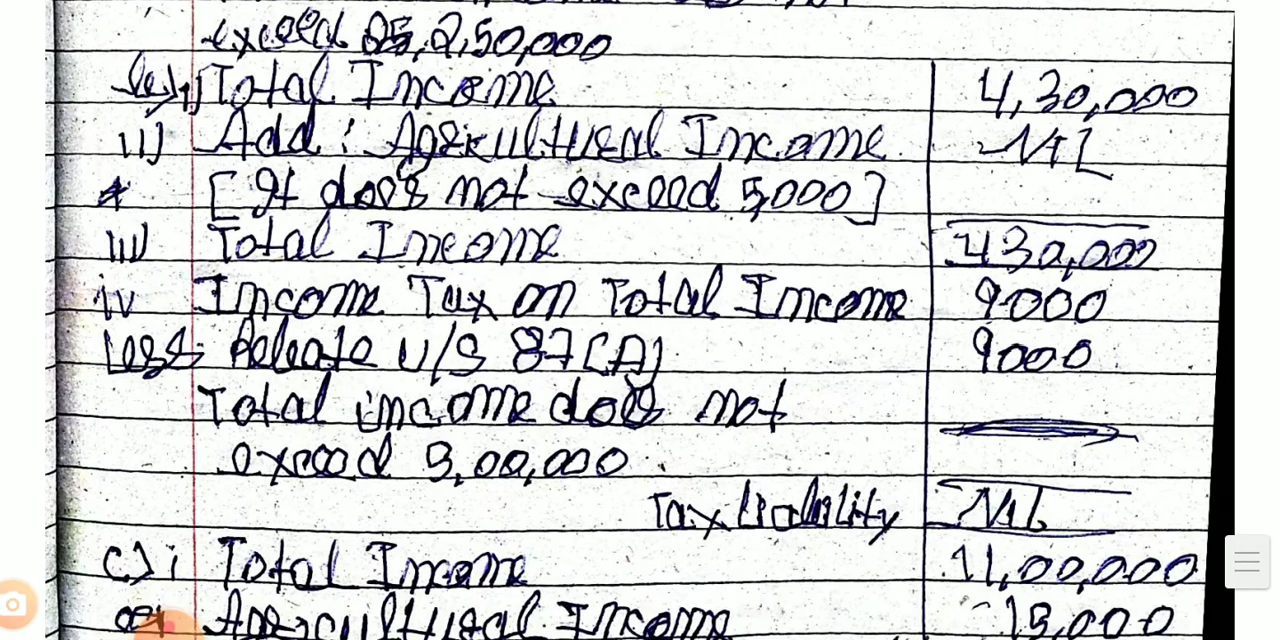 exceed 2,50,000
b) i) Total Income 4,30,000
ii) Add : Agricultural Income NIL
* [It does not exceed 5,000]
iii) Total Income 430,000
iv Income Tax on Total Income 9000
Less: Rebate U/S 87(A) 9000
Total income does not
exceed 5,00,000
Tax Liability NIL
c) i Total Income 11,00,000
Agricultural Income 15,000